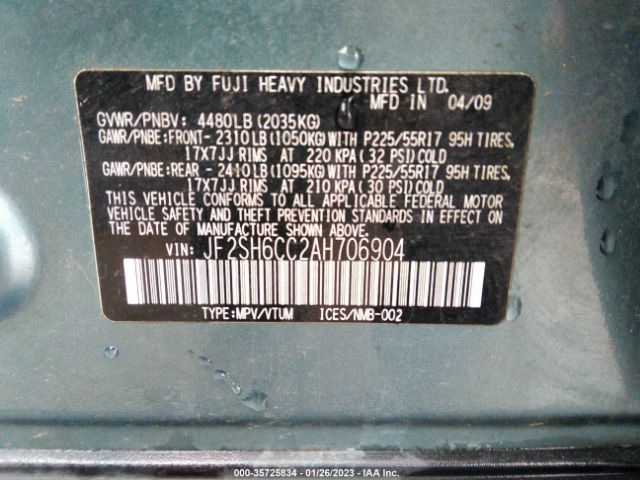 MFD BY FUJI HEAVY INDUSTRIES LTD.
MFD IN 04/09
GVWR/PNBV: 4480LB (2035KG)
GAWR/PNBE:FRONT- 2310LB(1050KG)WITH P225/55R17 95H TIRES,
17X7JJ RIMS AT 220 KPA (32 PSI)COLD
GAWR/PNBE:REAR - 2410LB(1095KG)WITH P225/55R17 95H TIRES,
17X7JJ RIMS AT 210 KPA (30 PSI)COLD
THIS VEHICLE CONFORMS TO ALL APPLICABLE FEDERAL MOTOR
VEHICLE SAFETY AND THEFT PREVENTION STANDARDS IN EFFECT ON
THE DATE OF MANUFACTURE SHOWN ABOVE.
VIN: JF2SH6CC2AH706904
TYPE:MPV/VTUM ICES/NMB-002
000-35725834 - 01/26/2023 - IAA Inc.